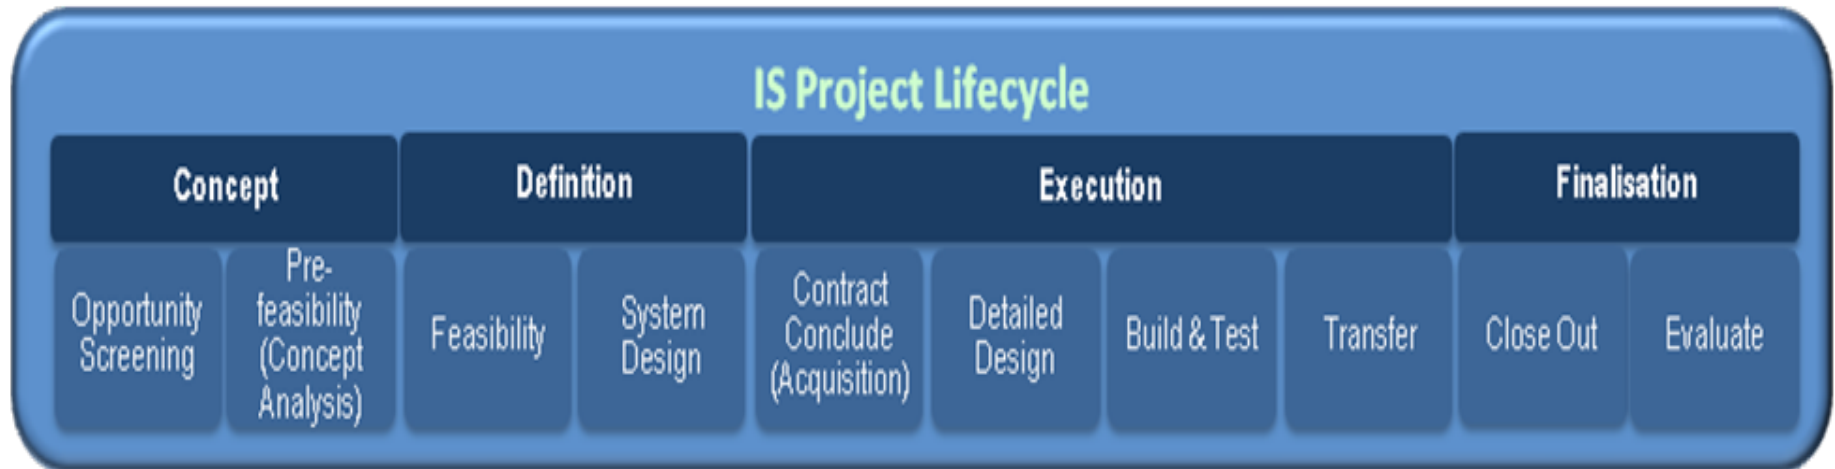 IS Project Lifecycle
Concept
Definition
Execution
Finalisation
Opportunity
Screening
Pre-
feasibility
(Concept
Analysis)
Feasibility
System
Design
Contract
Conclude
(Acquisition)
Detailed
Design
Build & Test
Transfer
Close Out
Evaluate